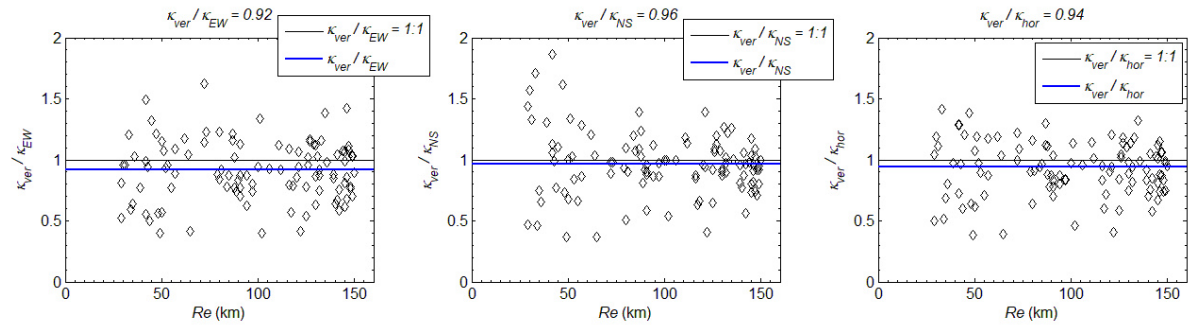 κver / κEW = 0.92
κver / κEW = 1:1
κver / κEW
2
1.5
1
0.5
0
κver / κEW
0
50
100
150
Re (km)
κver / κNS = 0.96
κver / κNS = 1:1
κver / κNS
2
1.5
1
0.5
0
κver / κNS
0
50
100
150
Re (km)
κver / κhor = 0.94
κver / κhor = 1:1
κver / κhor
2
1.5
1
0.5
0
κver / κhor
0
50
100
150
Re (km)